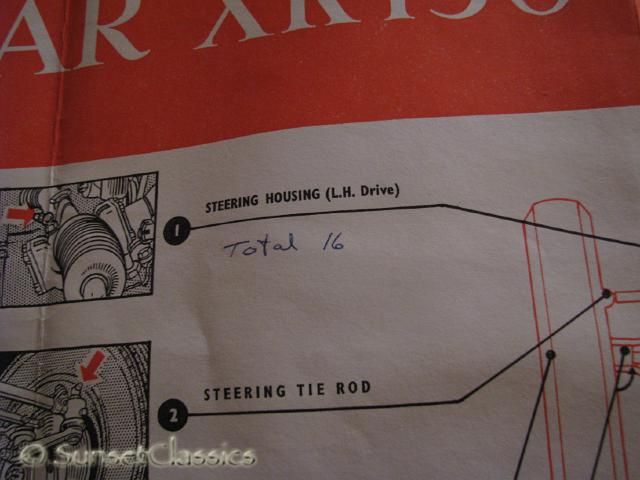 AR XK150
1 STEERING HOUSING (L.H. Drive)
Total 16
2 STEERING TIE ROD
© SunsetClassics